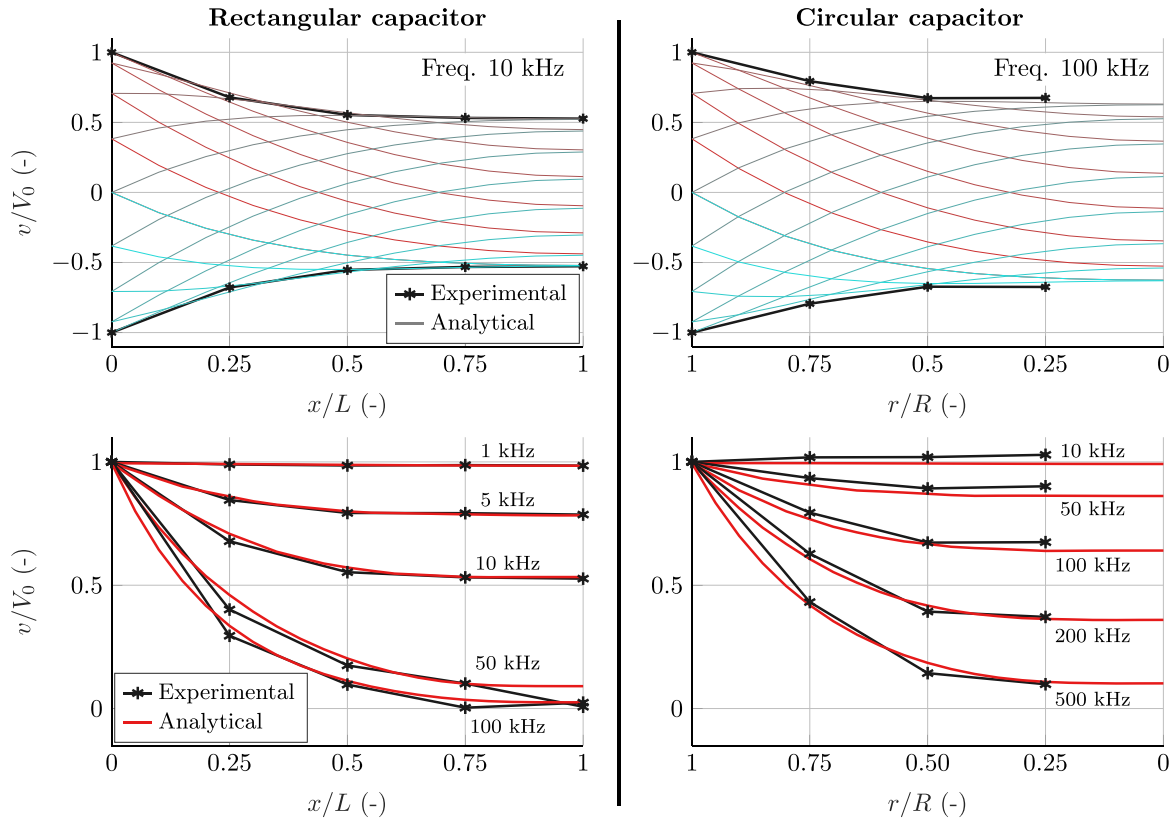 Rectangular capacitor
Circular capacitor
v/V₀ (-)
1
0.5
0
−0.5
−1
Freq. 10 kHz
Experimental
Analytical
0 0.25 0.5 0.75 1
x/L (-)
1
0.5
0
−0.5
−1
Freq. 100 kHz
1 0.75 0.5 0.25 0
r/R (-)
v/V₀ (-)
1
0.5
0
1 kHz
5 kHz
10 kHz
50 kHz
100 kHz
Experimental
Analytical
0 0.25 0.5 0.75 1
x/L (-)
1
0.5
0
10 kHz
50 kHz
100 kHz
200 kHz
500 kHz
1 0.75 0.50 0.25 0
r/R (-)